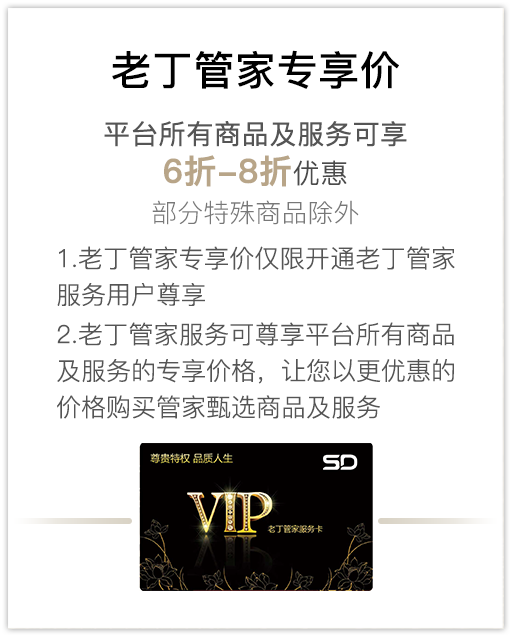 老丁管家专享价
平台所有商品及服务可享
6折-8折优惠
部分特殊商品除外
1.老丁管家专享价仅限开通老丁管家
服务用户尊享
2.老丁管家服务可尊享平台所有商品
及服务的专享价格，让您以更优惠的
价格购买管家甄选商品及服务
尊贵特权 品质人生
SD
VIP
老丁管家服务卡